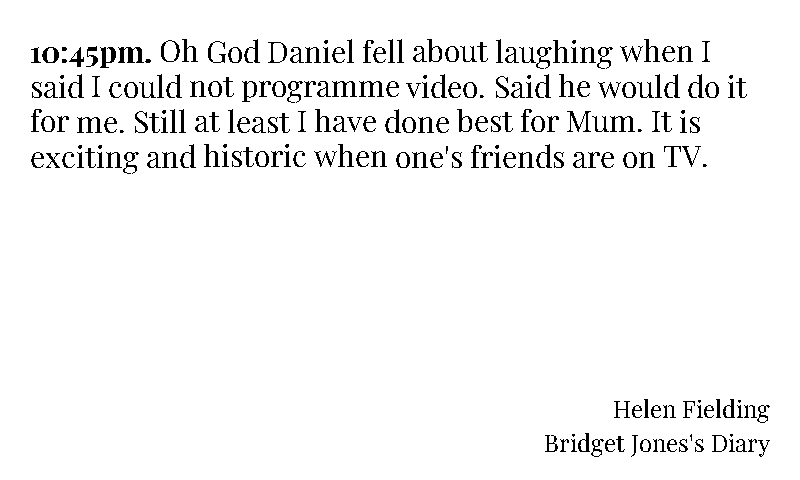 10:45pm. Oh God Daniel fell about laughing when I
said I could not programme video. Said he would do it
for me. Still at least I have done best for Mum. It is
exciting and historic when one's friends are on TV.
Helen Fielding
Bridget Jones's Diary